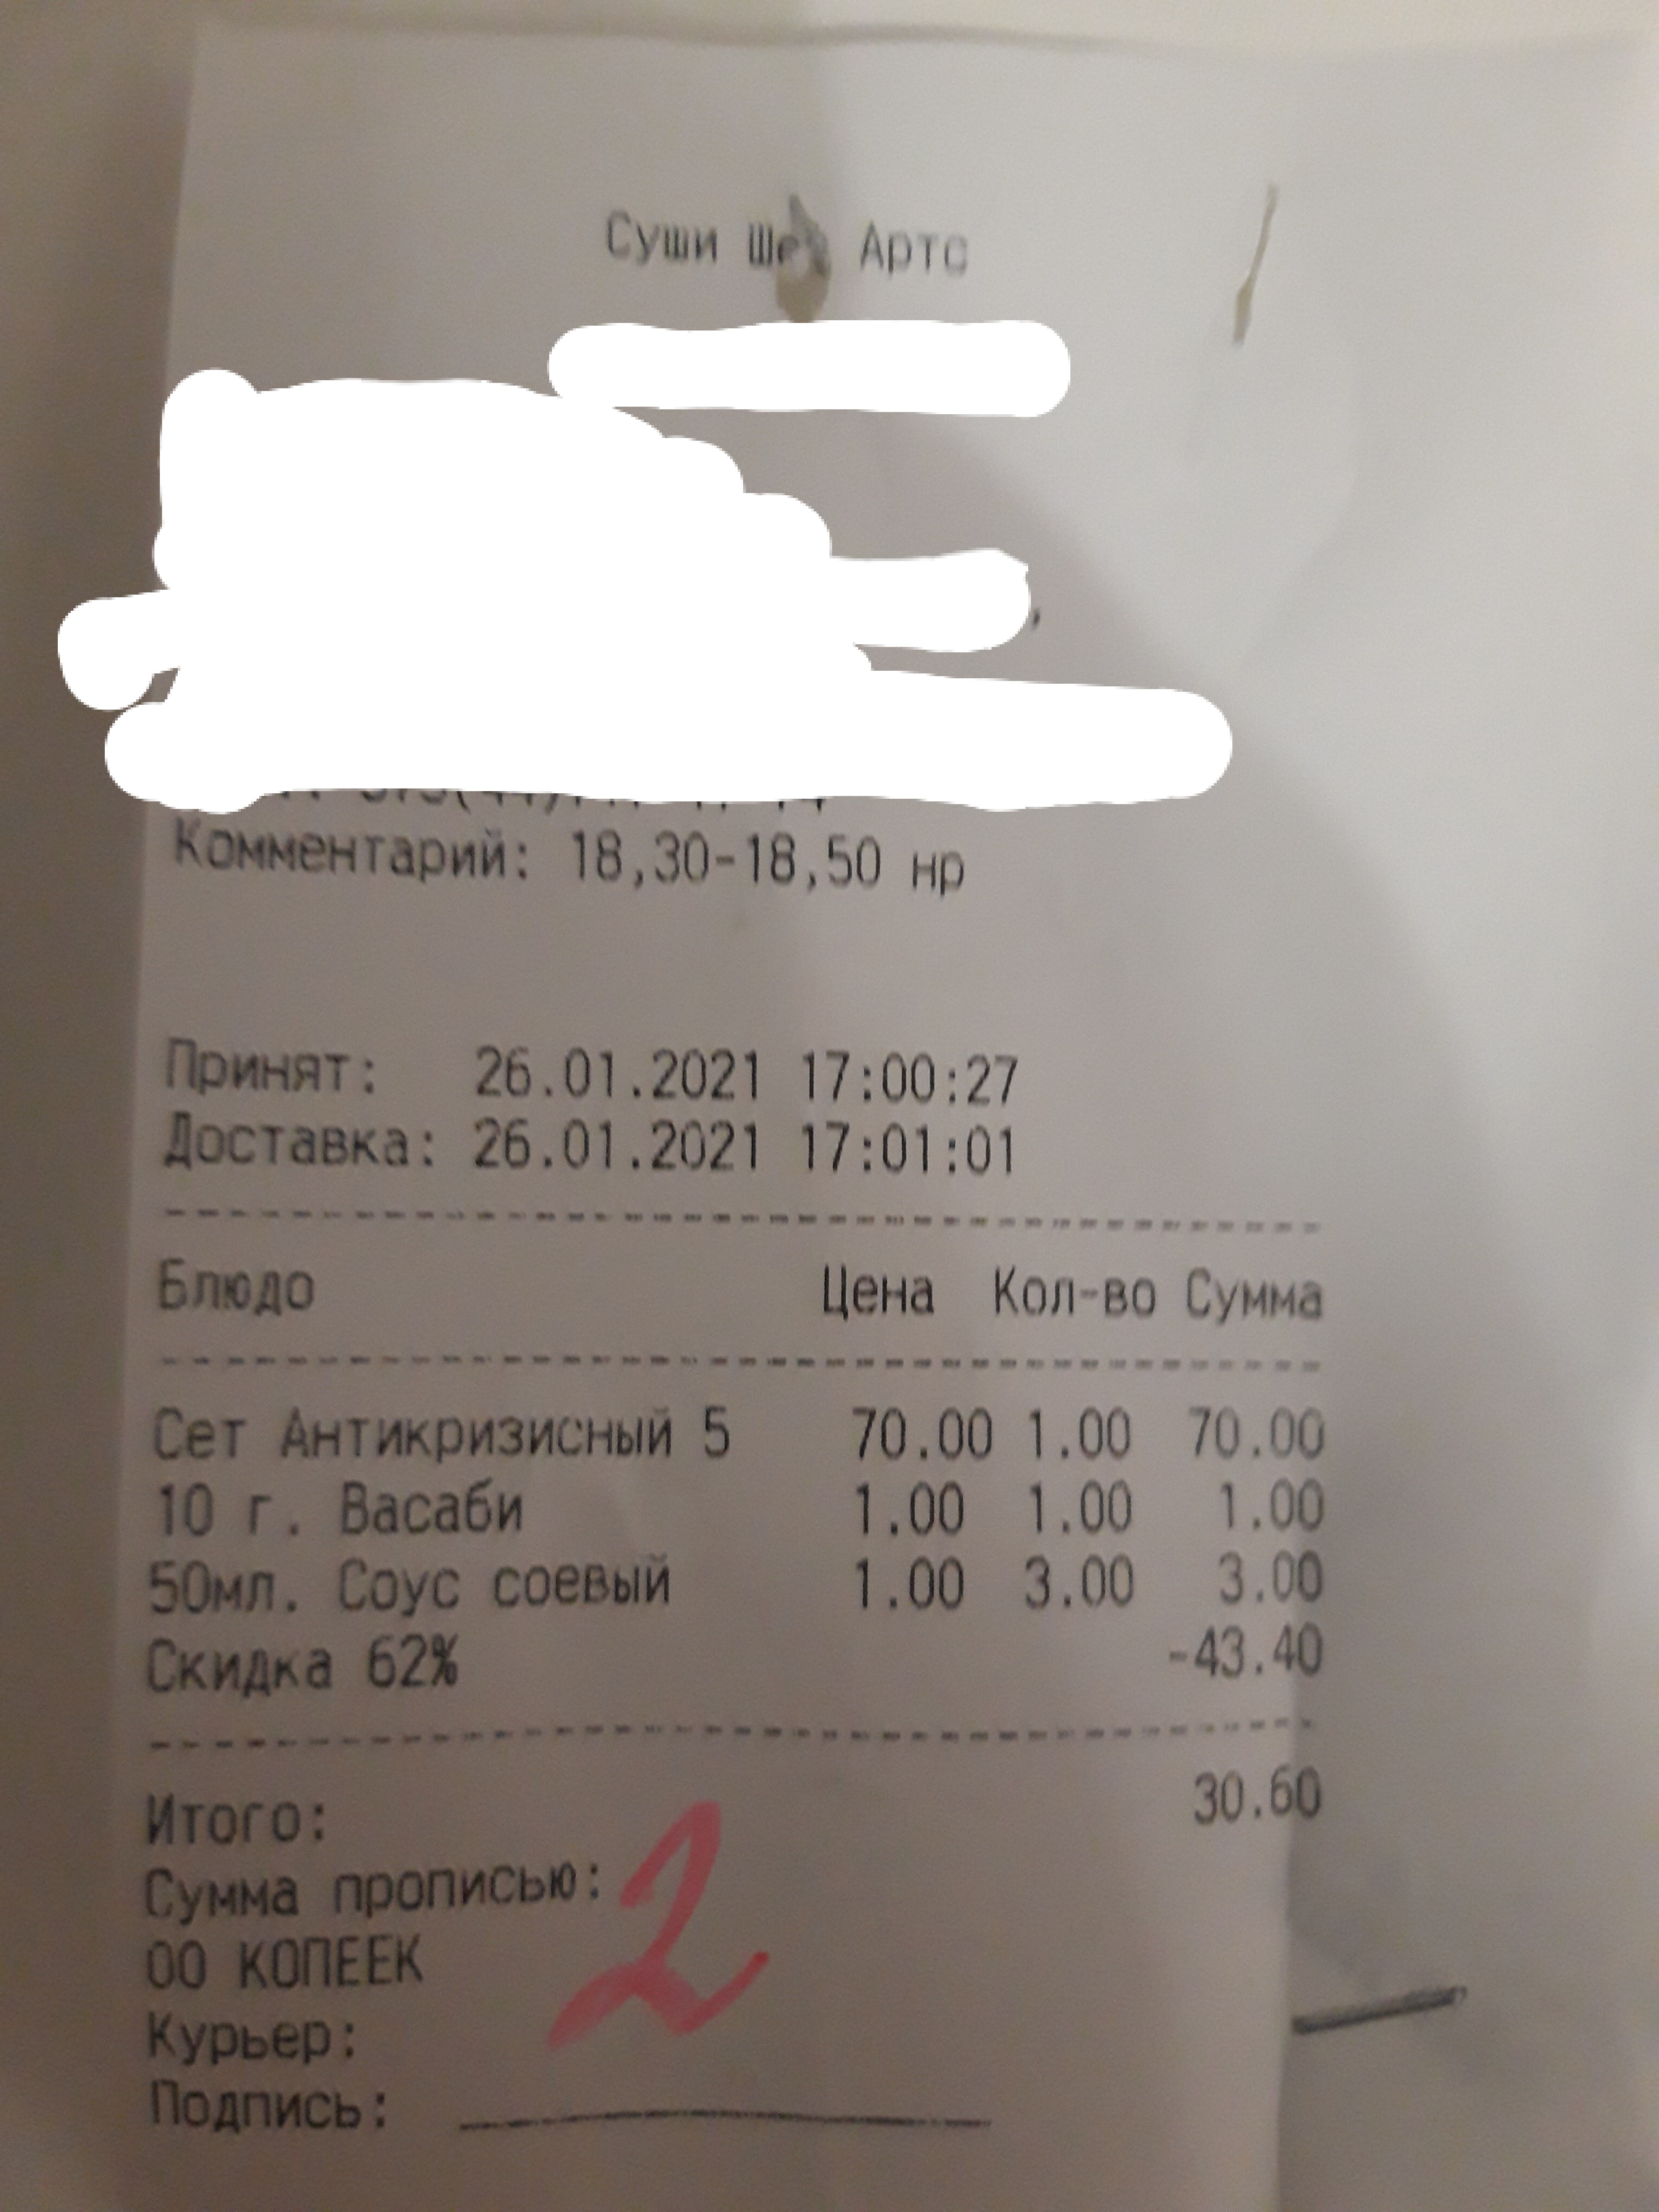 Суши Шеф Артс
Комментарий: 18,30-18,50 нр
Принят: 26.01.2021 17:00:27
Доставка: 26.01.2021 17:01:01
Блюдо Цена Кол-во Сумма
Сет Антикризисный 5 70.00 1.00 70.00
10 г. Васаби 1.00 1.00 1.00
50мл. Соус соевый 1.00 3.00 3.00
Скидка 62% -43.40
Итого: 30.60
Сумма прописью:
00 КОПЕЕК
2
Курьер:
Подпись: